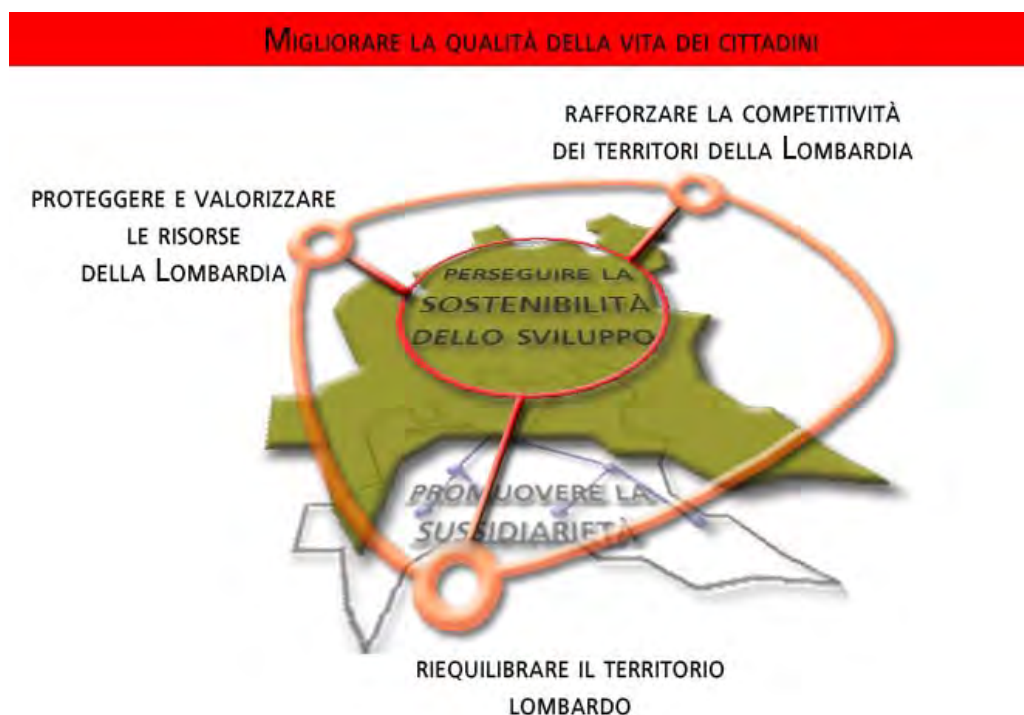 MIGLIORARE LA QUALITÀ DELLA VITA DEI CITTADINI
RAFFORZARE LA COMPETITIVITÀ
DEI TERRITORI DELLA LOMBARDIA
PROTEGGERE E VALORIZZARE
LE RISORSE
DELLA LOMBARDIA
PERSEGUIRE LA
SOSTENIBILITÀ
DELLO SVILUPPO
PROMUOVERE LA
SUSSIDIARIETÀ
RIEQUILIBRARE IL TERRITORIO
LOMBARDO